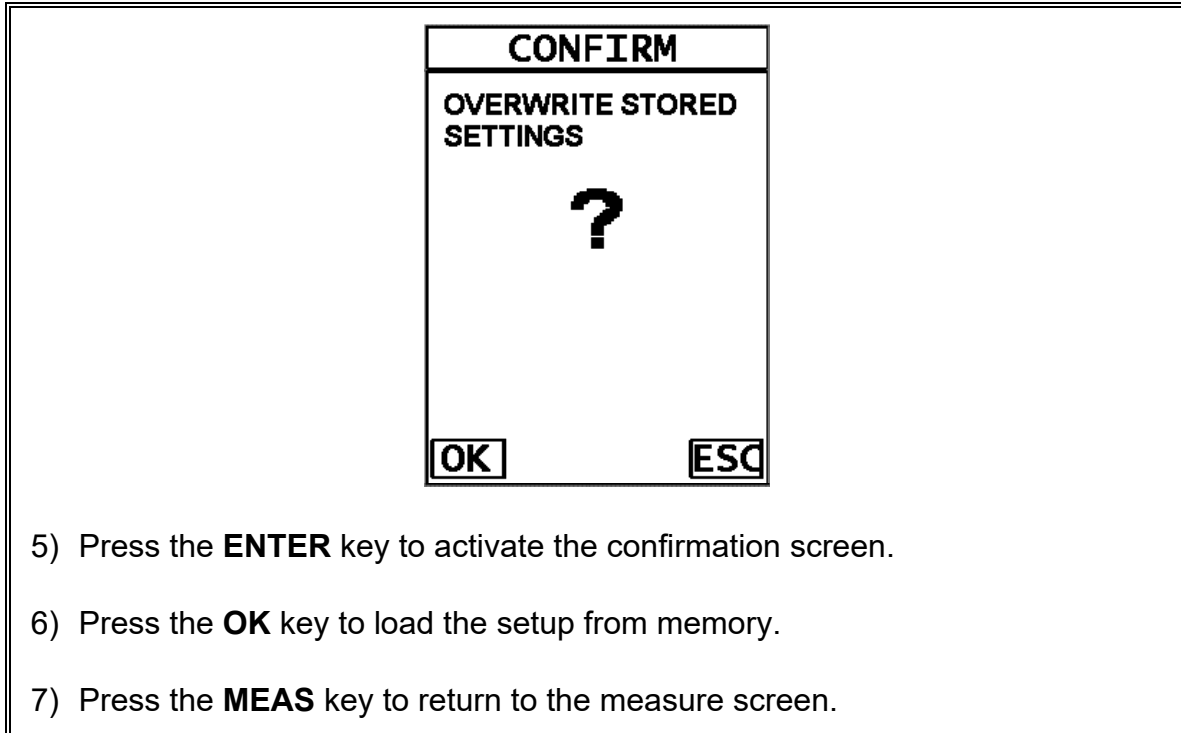 CONFIRM
OVERWRITE STORED
SETTINGS
?
OK ESC
5) Press the ENTER key to activate the confirmation screen.
6) Press the OK key to load the setup from memory.
7) Press the MEAS key to return to the measure screen.